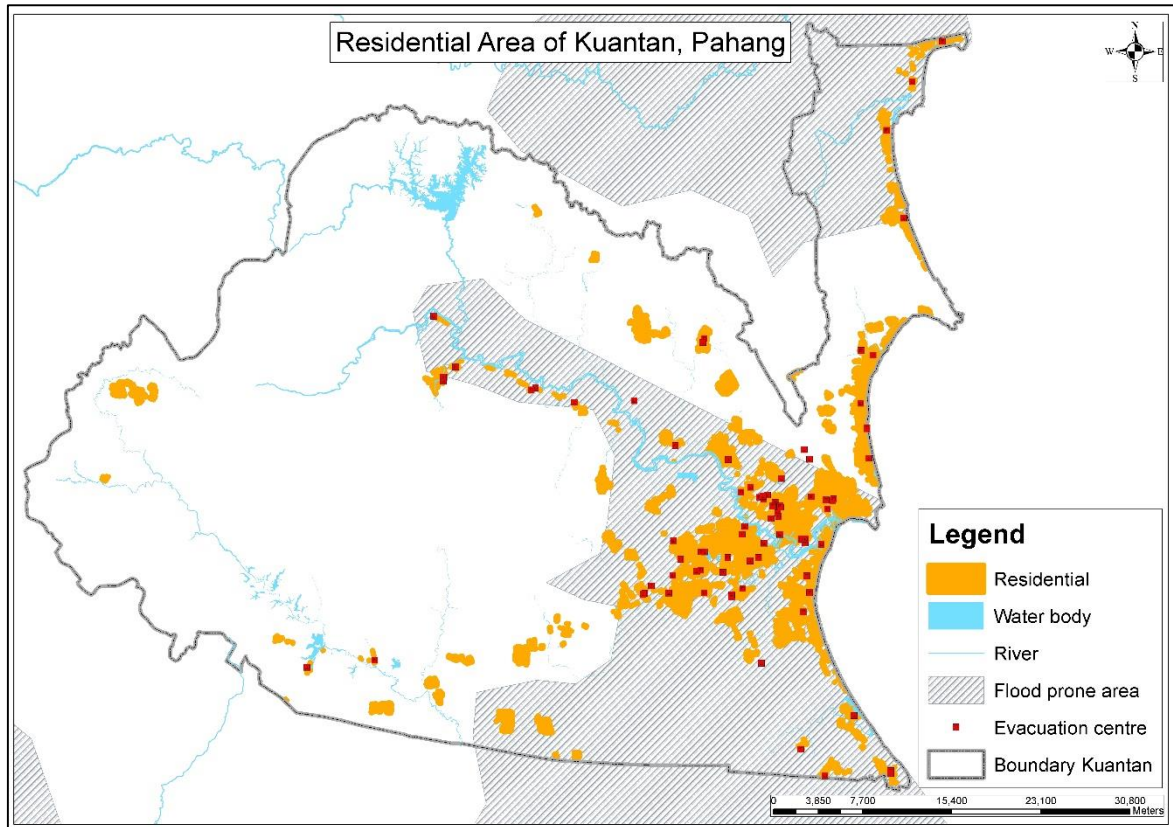 Residential Area of Kuantan, Pahang
N
W E
S
Legend
Residential
Water body
River
Flood prone area
Evacuation centre
Boundary Kuantan
0 3,850 7,700 15,400 23,100 30,800
Meters